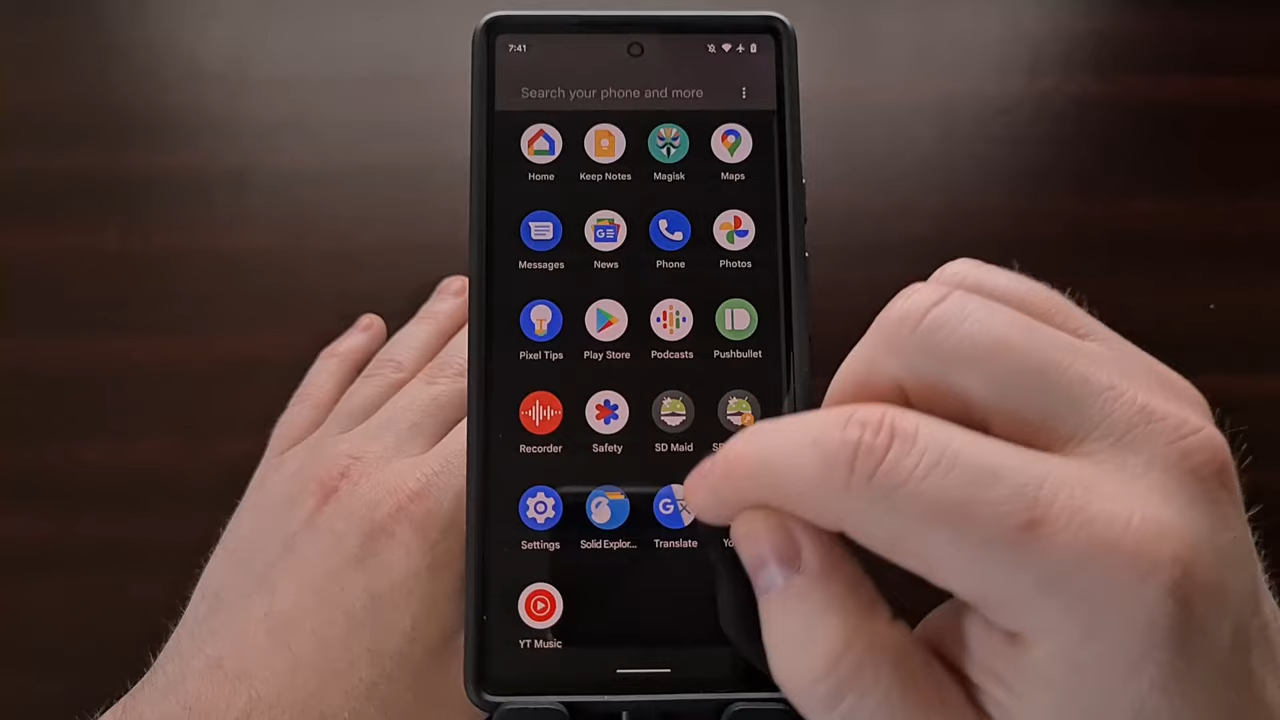 7:41
Search your phone and more
Home Keep Notes Magisk Maps
Messages News Phone Photos
Pixel Tips Play Store Podcasts Pushbullet
Recorder Safety SD Maid
Settings Solid Explor... Translate
YT Music